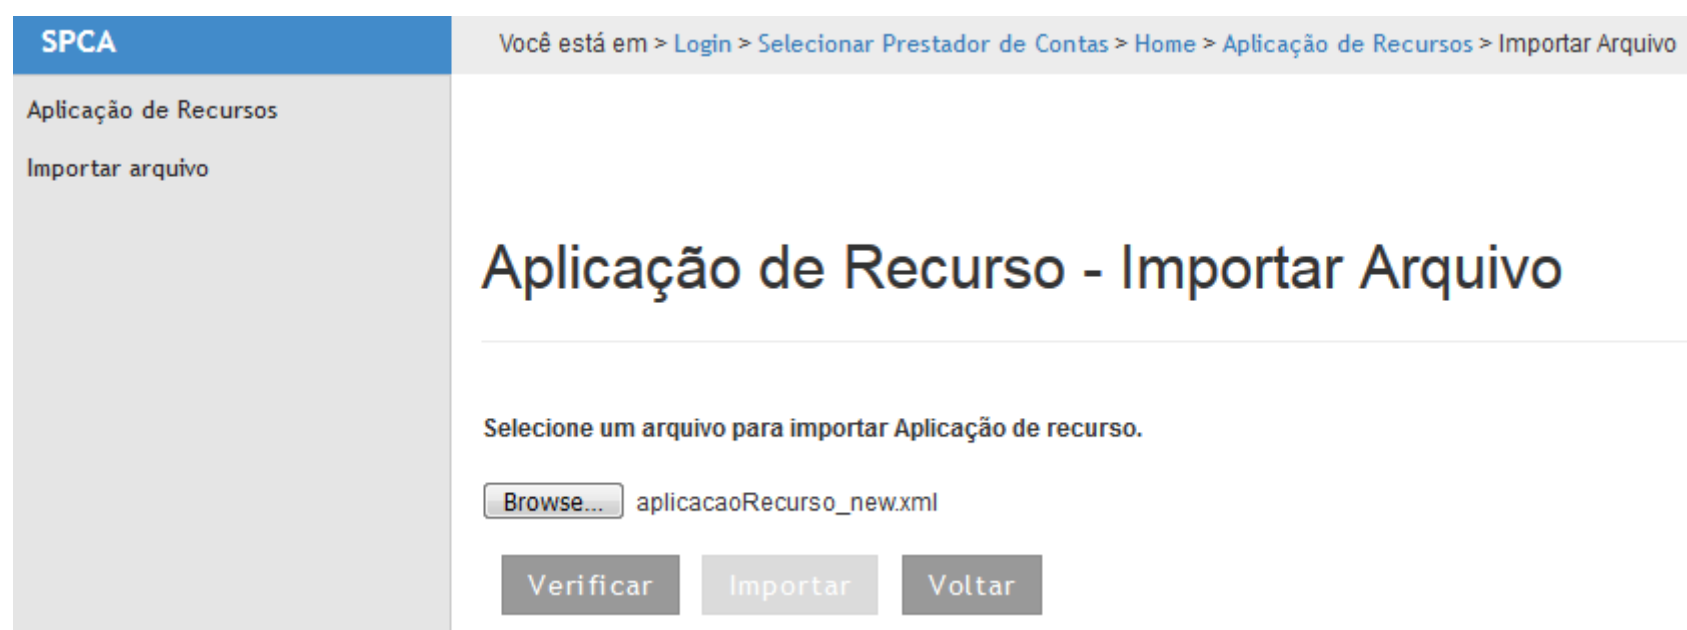 SPCA
Você está em > Login > Selecionar Prestador de Contas > Home > Aplicação de Recursos > Importar Arquivo
Aplicação de Recursos
Importar arquivo
Aplicação de Recurso - Importar Arquivo
Selecione um arquivo para importar Aplicação de recurso.
Browse... aplicacaoRecurso_new.xml
Verificar Importar Voltar